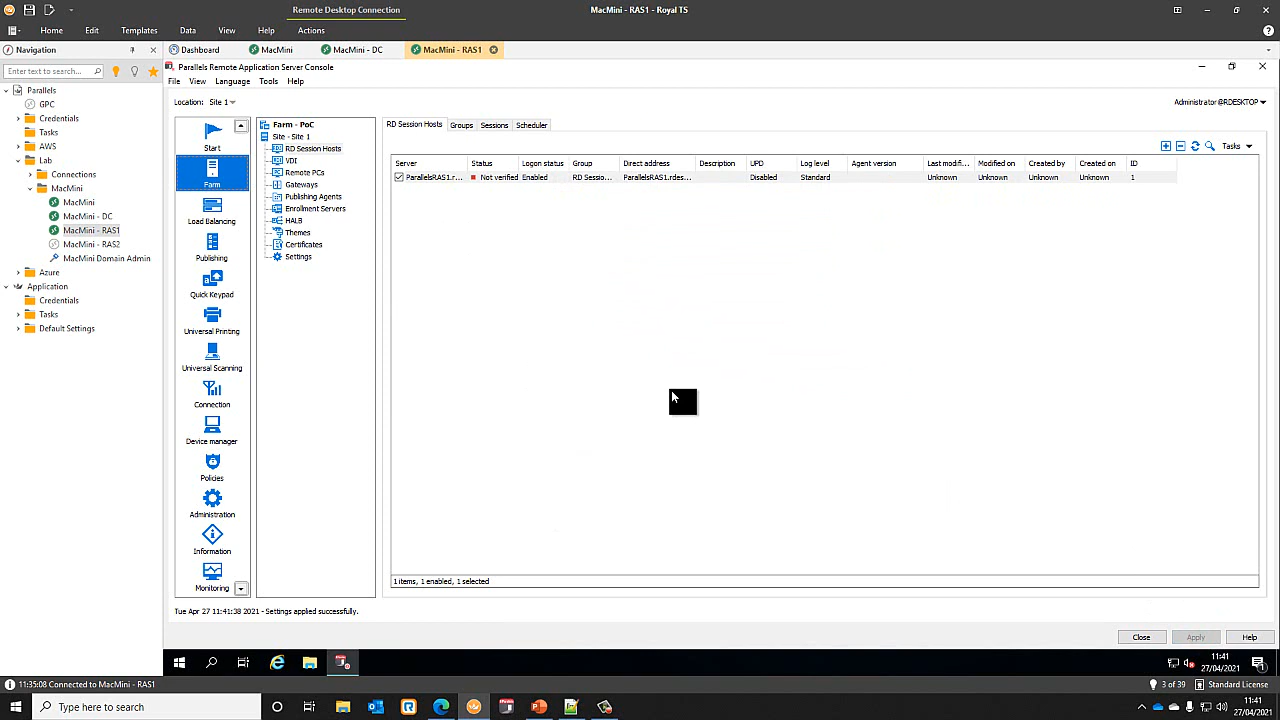 Remote Desktop Connection
MacMini - RAS1 - Royal TS
Home Edit Templates Data View Help Actions
Navigation
Dashboard MacMini MacMini - DC MacMini - RAS1
Enter text to search...
Parallels
GPC
Credentials
Tasks
AWS
Lab
Connections
MacMini
MacMini
MacMini - DC
MacMini - RAS1
MacMini - RAS2
MacMini Domain Admin
Azure
Application
Credentials
Tasks
Default Settings
Parallels Remote Application Server Console
File View Language Tools Help
Location: Site 1
Administrator@RDESKTOP
Start
Farm
Load Balancing
Publishing
Quick Keypad
Universal Printing
Universal Scanning
Connection
Device manager
Policies
Administration
Information
Monitoring
Farm - PoC
Site - Site 1
RD Session Hosts
VDI
Remote PCs
Gateways
Publishing Agents
Enrollment Servers
HALB
Themes
Certificates
Settings
RD Session Hosts Groups Sessions Scheduler
Tasks
Server Status Logon status Group Direct address Description UPD Log level Agent version Last modifi... Modified on Created by Created on ID
ParallelsRAS1.r... Not verified Enabled RD Sessio... ParallelsRAS1.rdes... Disabled Standard Unknown Unknown Unknown Unknown 1
1 items, 1 enabled, 1 selected
Tue Apr 27 11:41:38 2021 - Settings applied successfully.
Close Apply Help
11:41
27/04/2021
11:35:08 Connected to MacMini - RAS1
3 of 39 Standard License
Type here to search
11:41
27/04/2021